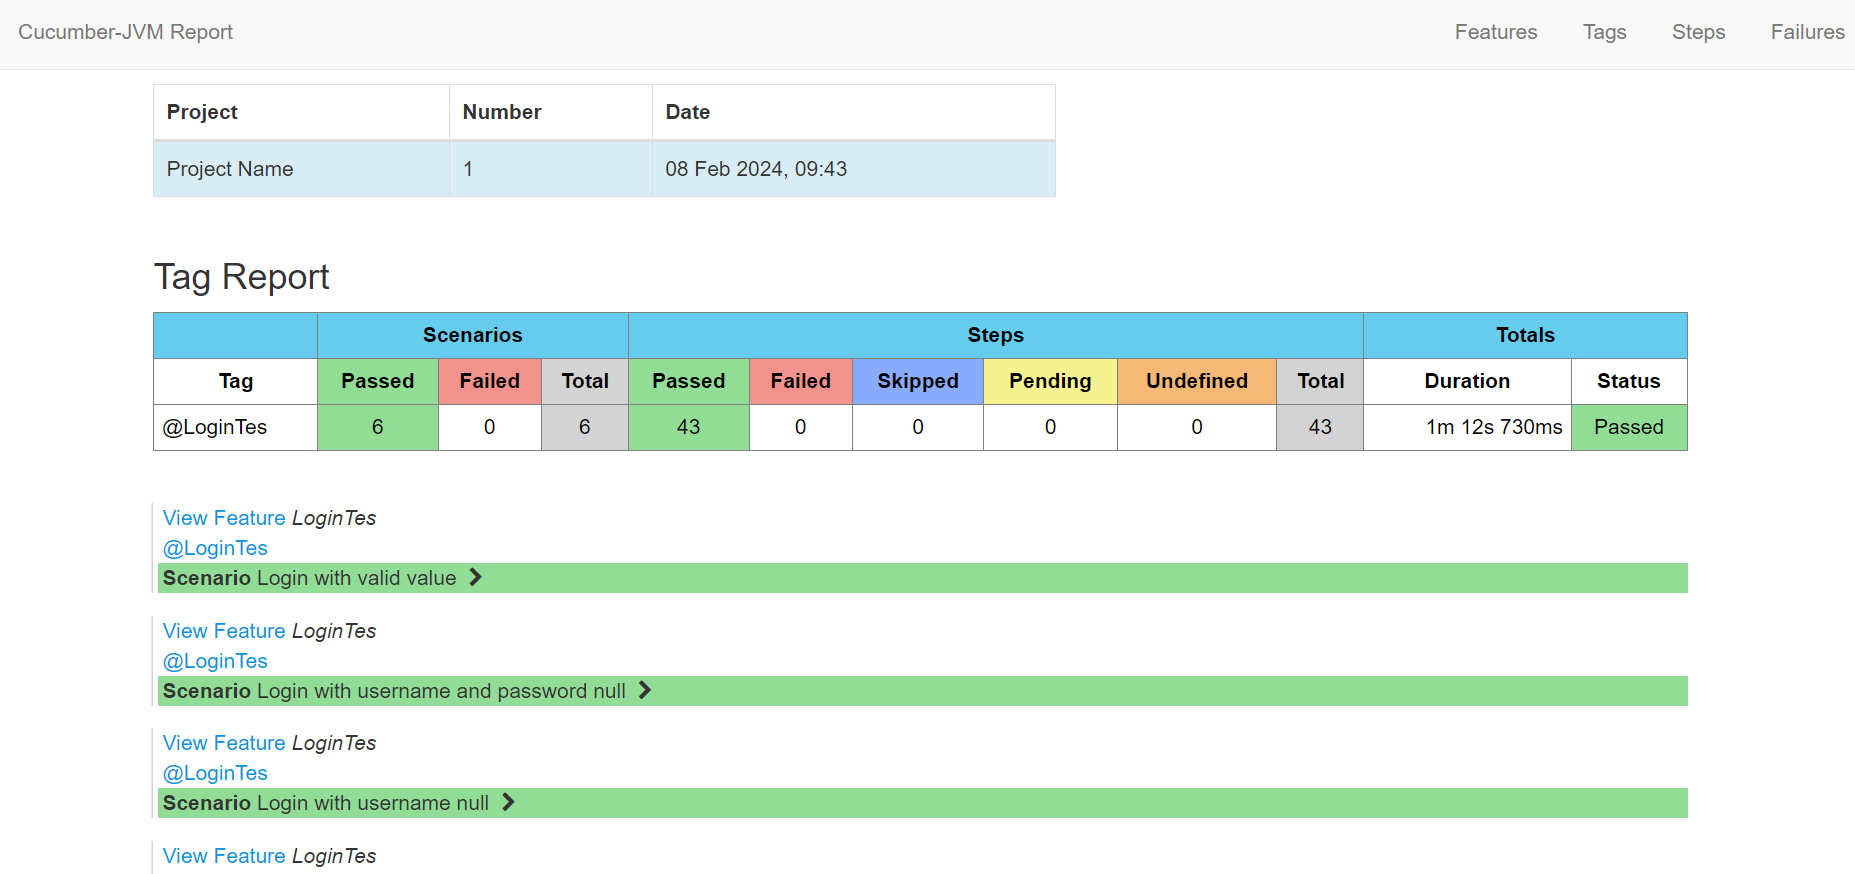 Cucumber-JVM Report Features Tags Steps Failures
Project Number Date
Project Name 1 08 Feb 2024, 09:43
Tag Report
Scenarios Steps Totals
Tag Passed Failed Total Passed Failed Skipped Pending Undefined Total Duration Status
@LoginTes 6 0 6 43 0 0 0 0 43 1m 12s 730ms Passed
View Feature LoginTes
@LoginTes
Scenario Login with valid value
View Feature LoginTes
@LoginTes
Scenario Login with username and password null
View Feature LoginTes
@LoginTes
Scenario Login with username null
View Feature LoginTes